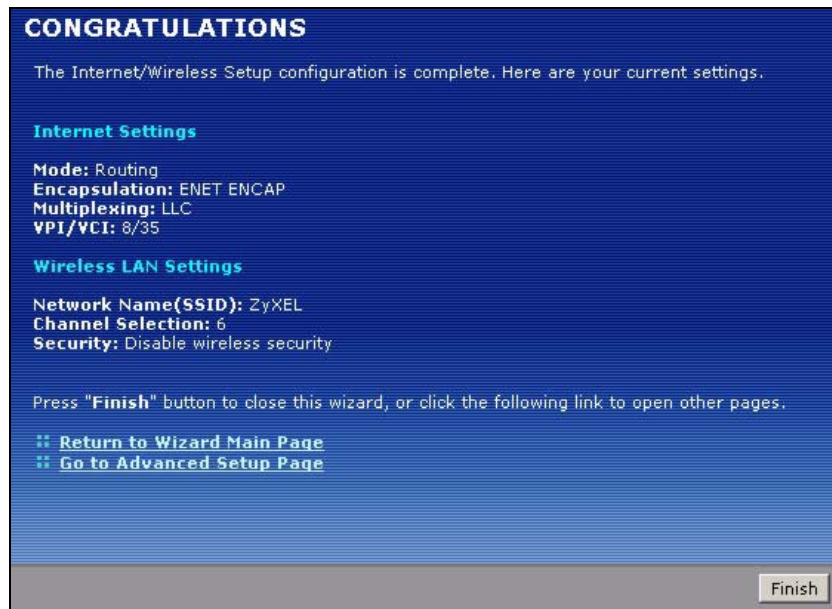 CONGRATULATIONS
The Internet/Wireless Setup configuration is complete. Here are your current settings.
Internet Settings
Mode: Routing
Encapsulation: ENET ENCAP
Multiplexing: LLC
VPI/VCI: 8/35
Wireless LAN Settings
Network Name(SSID): ZyXEL
Channel Selection: 6
Security: Disable wireless security
Press "Finish" button to close this wizard, or click the following link to open other pages.
Return to Wizard Main Page
Go to Advanced Setup Page
Finish